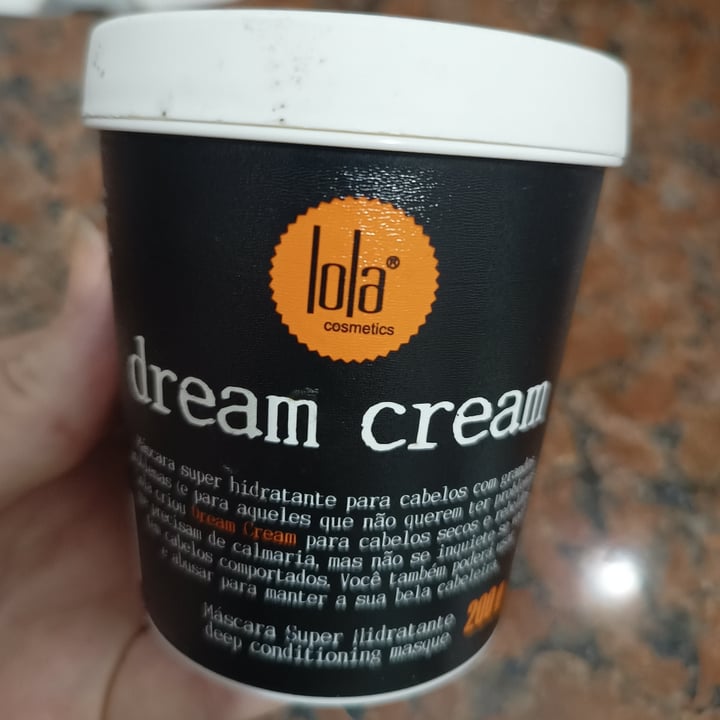 lola®
cosmetics
dream cream
Máscara super hidratante para cabelos com grandes
(e para aqueles que não querem ter
criou Dream Cream para cabelos secos e
precisam de calmaria, mas não se inquiete
cabelos comportados. Você também poderá
e abusar para manter a sua bela cabeleira.
Máscara Super Hidratante
deep conditioning masque